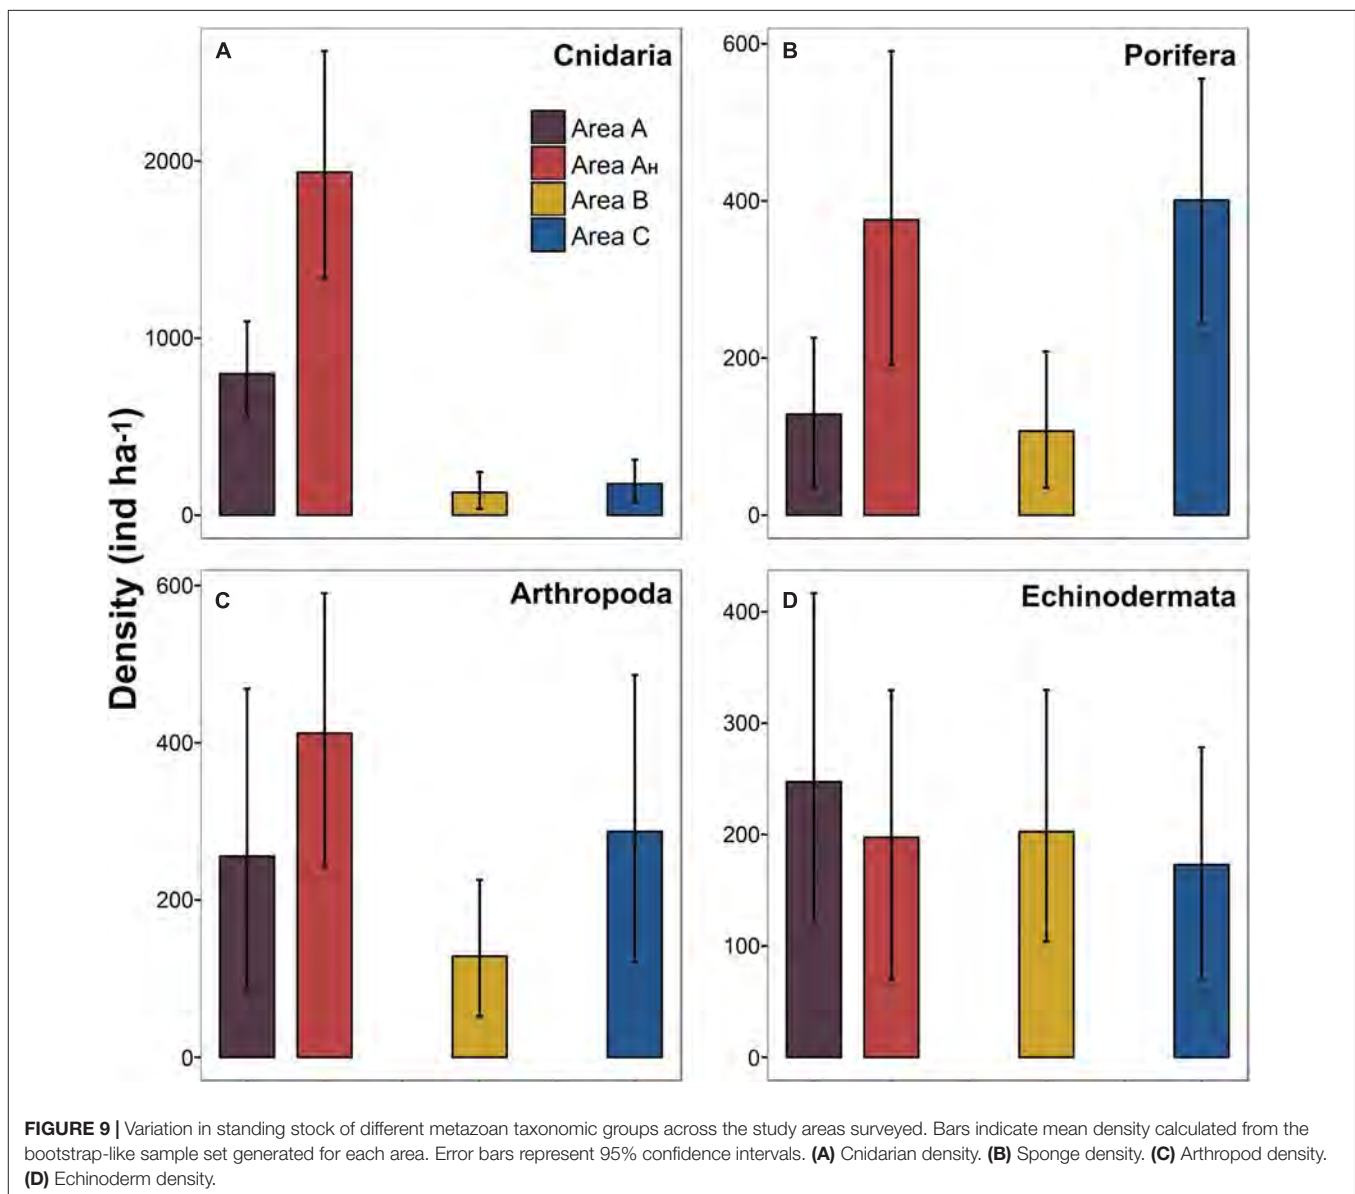 Density (ind ha-1)
A
Cnidaria
Area A
Area AH
Area B
Area C
2000
1000
0
B
Porifera
600
400
200
0
C
Arthropoda
600
400
200
0
D
Echinodermata
400
300
200
100
0
FIGURE 9 | Variation in standing stock of different metazoan taxonomic groups across the study areas surveyed. Bars indicate mean density calculated from the
bootstrap-like sample set generated for each area. Error bars represent 95% confidence intervals. (A) Cnidarian density. (B) Sponge density. (C) Arthropod density.
(D) Echinoderm density.